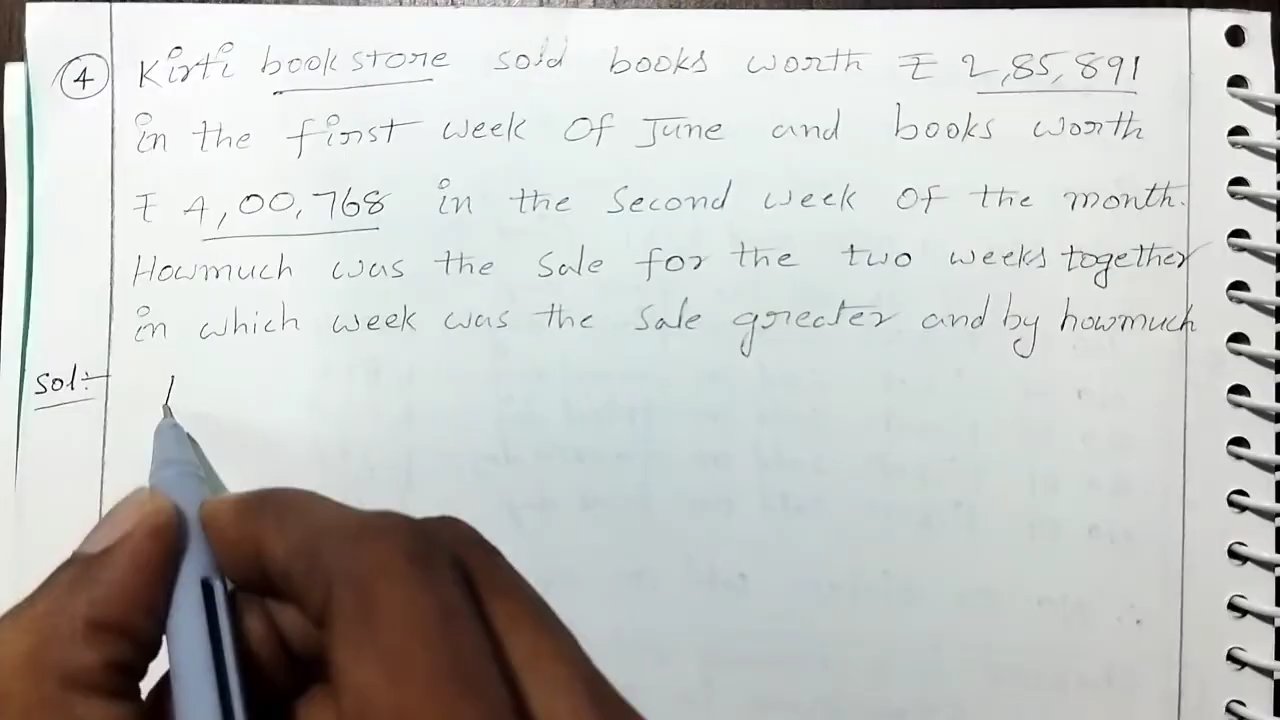 4 Kirti book store sold books worth ₹ 2,85,891
in the first week of June and books worth
₹ 4,00,768 in the second week of the month.
Howmuch was the sale for the two weeks together
in which week was the sale greater and by howmuch
Sol:-